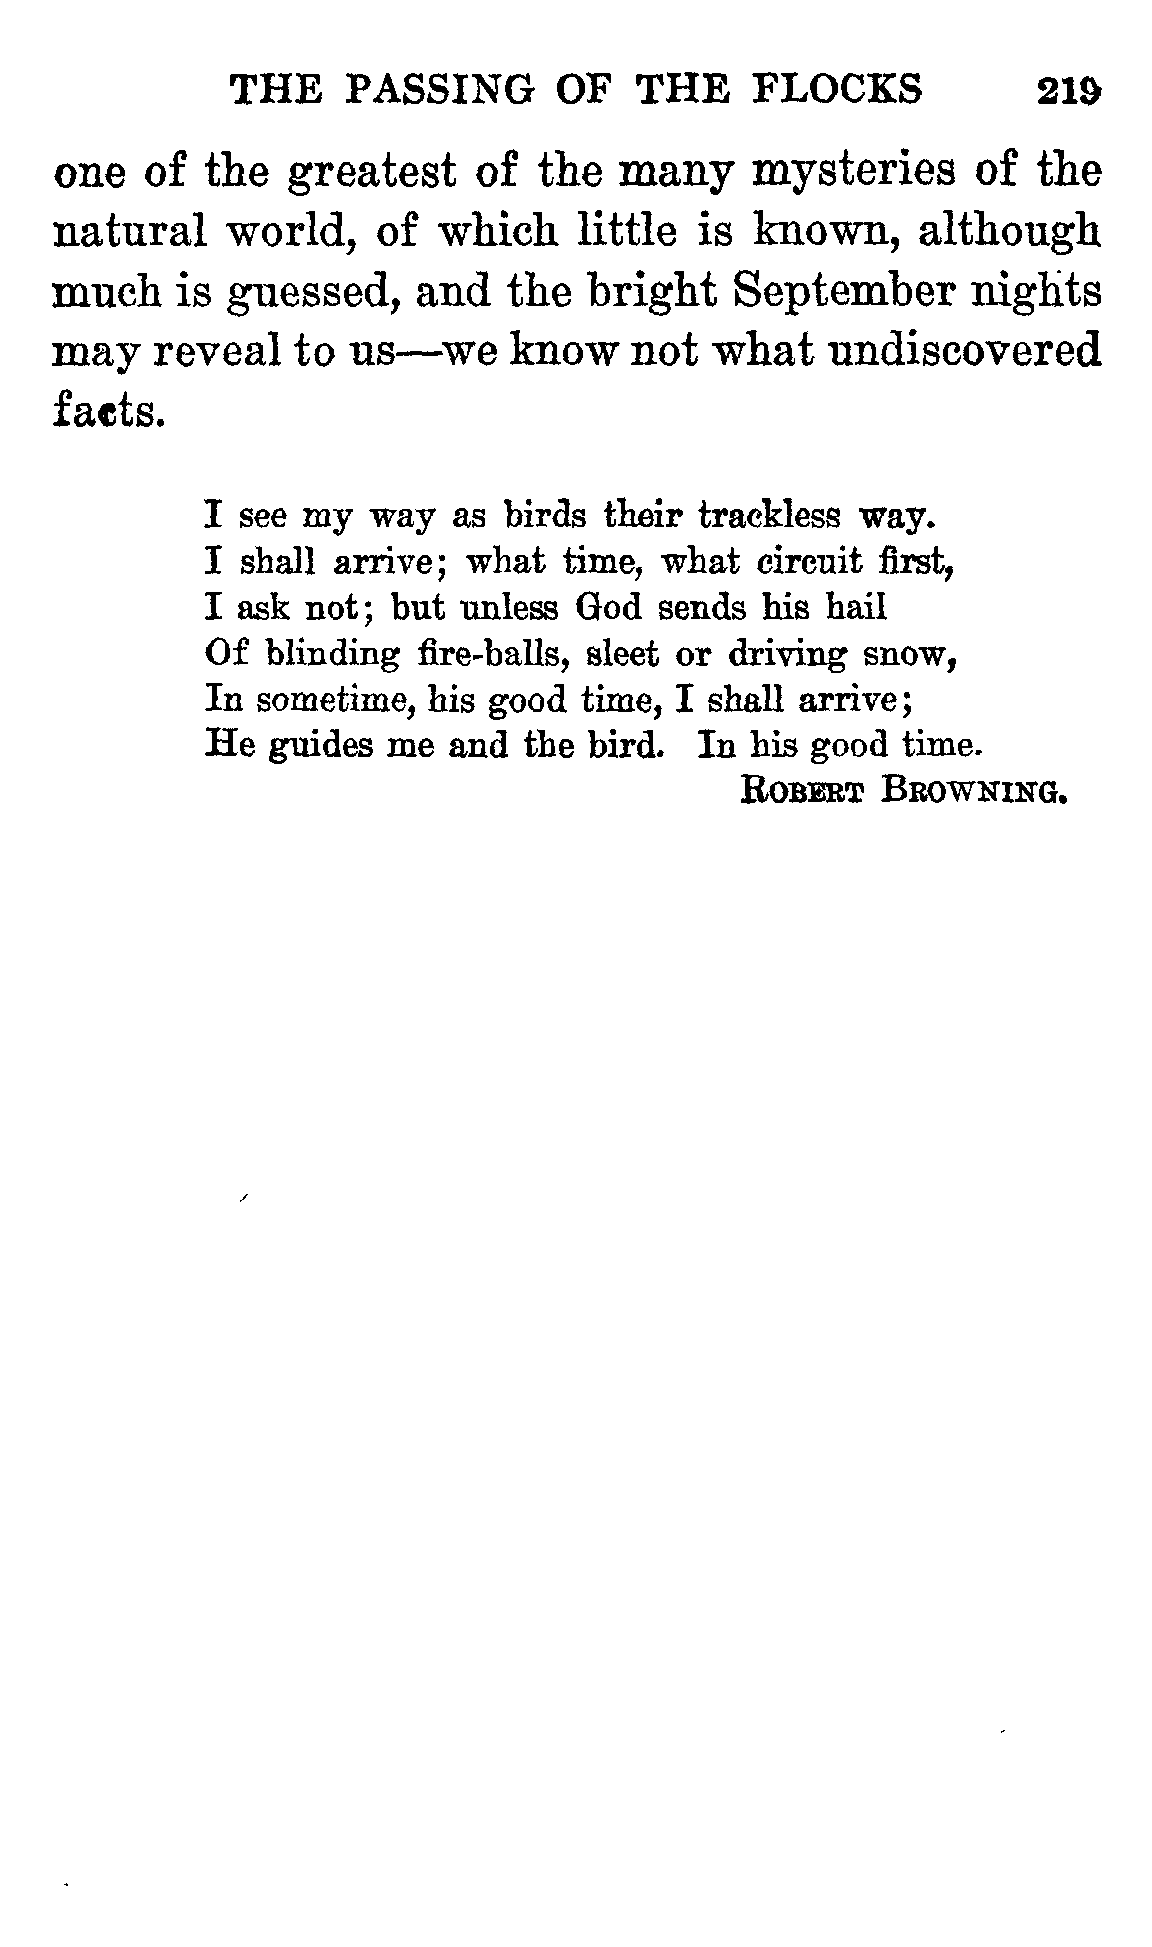 THE PASSING OF THE FLOCKS 219
one of the greatest of the many mysteries of the
natural world, of which little is known, although
much is guessed, and the bright September nights
may reveal to us—we know not what undiscovered
facts.
I see my way as birds their trackless way.
I shall arrive; what time, what circuit first,
I ask not; but unless God sends his hail
Of blinding fire-balls, sleet or driving snow,
In sometime, his good time, I shall arrive;
He guides me and the bird. In his good time.
ROBERT BROWNING.